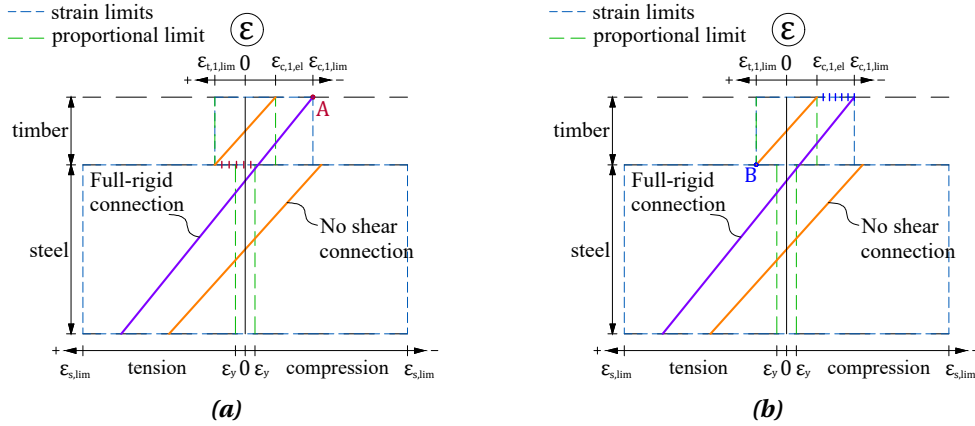 strain limits
proportional limit
ε
εt,1,lim 0 εc,1,el εc,1,lim
+ −
A
timber
Full-rigid
connection
steel
No shear
connection
+ −
εs,lim tension εy 0 εy compression εs,lim
(a)
strain limits
proportional limit
ε
εt,1,lim 0 εc,1,el εc,1,lim
+ −
B
timber
Full-rigid
connection
steel
No shear
connection
+ −
εs,lim tension εy 0 εy compression εs,lim
(b)